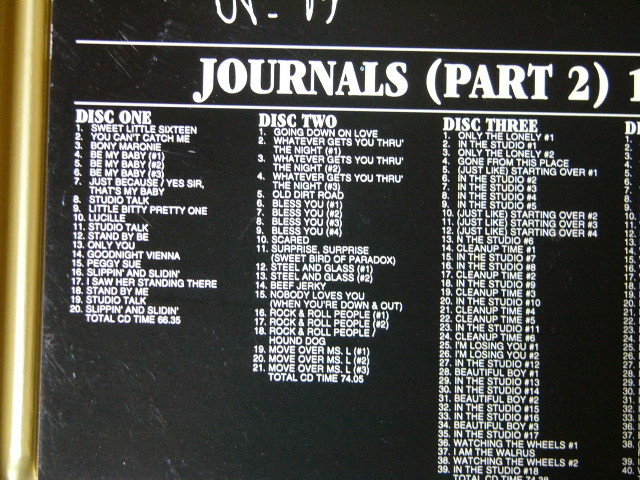 JOURNALS (PART 2) 1
DISC ONE
1. SWEET LITTLE SIXTEEN
2. YOU CAN'T CATCH ME
3. BONY MARONIE
4. BE MY BABY (#1)
5. BE MY BABY (#2)
6. BE MY BABY (#3)
7. JUST BECAUSE / YES SIR,
THAT'S MY BABY
8. STUDIO TALK
9. LITTLE BITTY PRETTY ONE
10. LUCILLE
11. STUDIO TALK
12. STAND BY ME
13. ONLY YOU
14. GOODNIGHT VIENNA
15. PEGGY SUE
16. SLIPPIN' AND SLIDIN'
17. I SAW HER STANDING THERE
18. STAND BY ME
19. STUDIO TALK
20. SLIPPIN' AND SLIDIN'
TOTAL CD TIME 66.35
DISC TWO
1. GOING DOWN ON LOVE
2. WHATEVER GETS YOU THRU'
THE NIGHT (#1)
3. WHATEVER GETS YOU THRU'
THE NIGHT (#2)
4. WHATEVER GETS YOU THRU'
THE NIGHT (#3)
5. OLD DIRT ROAD
6. BLESS YOU (#1)
7. BLESS YOU (#2)
8. BLESS YOU (#3)
9. BLESS YOU (#4)
10. SCARED
11. SURPRISE, SURPRISE
(SWEET BIRD OF PARADOX)
12. STEEL AND GLASS (#1)
13. STEEL AND GLASS (#2)
14. BEEF JERKY
15. NOBODY LOVES YOU
(WHEN YOU'RE DOWN & OUT)
16. ROCK & ROLL PEOPLE (#1)
17. ROCK & ROLL PEOPLE (#2)
18. ROCK & ROLL PEOPLE /
HOUND DOG
19. MOVE OVER MS. L (#1)
20. MOVE OVER MS. L (#2)
21. MOVE OVER MS. L (#3)
TOTAL CD TIME 74.05
DISC THREE
1. ONLY THE LONELY #1
2. IN THE STUDIO #1
3. ONLY THE LONELY #2
4. GONE FROM THIS PLACE
5. (JUST LIKE) STARTING OVER #1
6. IN THE STUDIO #2
7. IN THE STUDIO #3
8. IN THE STUDIO #4
9. IN THE STUDIO #5
10. (JUST LIKE) STARTING OVER #2
11. (JUST LIKE) STARTING OVER #3
12. (JUST LIKE) STARTING OVER #4
13. N THE STUDIO #6
14. CLEANUP TIME #1
15. IN THE STUDIO #7
16. IN THE STUDIO #8
17. CLEANUP TIME #2
18. IN THE STUDIO #9
19. CLEANUP TIME #3
20. IN THE STUDIO #10
21. CLEANUP TIME #4
22. CLEANUP TIME #5
23. IN THE STUDIO #11
24. CLEANUP TIME #6
25. I'M LOSING YOU #1
26. I'M LOSING YOU #2
27. IN THE STUDIO #12
28. BEAUTIFUL BOY #1
29. IN THE STUDIO #13
30. IN THE STUDIO #14
31. BEAUTIFUL BOY #2
32. IN THE STUDIO #15
33. IN THE STUDIO #16
34. BEAUTIFUL BOY #3
35. IN THE STUDIO #17
36. WATCHING THE WHEELS #1
37. I AM THE WALRUS
38. WATCHING THE WHEELS #2
39. IN THE STUDIO #18
TOTAL CD TIME 74.38